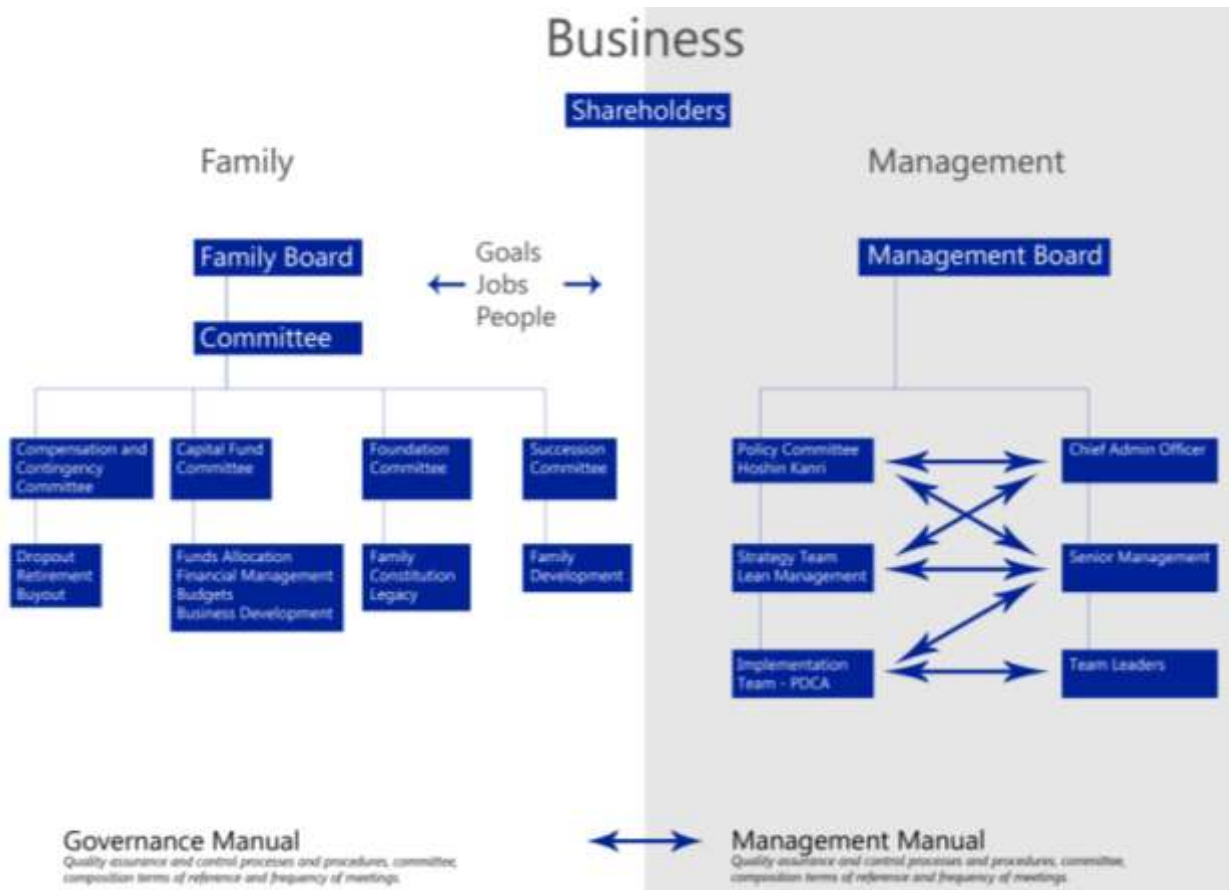 Business
Shareholders
Family
Management
Family Board
Goals
Jobs
People
Management Board
Committee
Compensation and
Contingency
Committee
Capital Fund
Committee
Foundation
Committee
Succession
Committee
Policy Committee
Hoshin Kanri
Chief Admin Officer
Dropout
Retirement
Buyout
Funds Allocation
Financial Management
Budgets
Business Development
Family
Constitution
Legacy
Family
Development
Strategy Team
Lean Management
Senior Management
Implementation
Team - PDCA
Team Leaders
Governance Manual
Quality assurance and control processes and procedures, committee,
composition terms of reference and frequency of meetings.
Management Manual
Quality assurance and control processes and procedures, committee,
composition terms of reference and frequency of meetings.